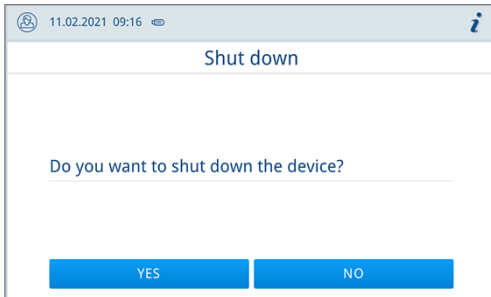 11.02.2021 09:16
Shut down
Do you want to shut down the device?
YES NO